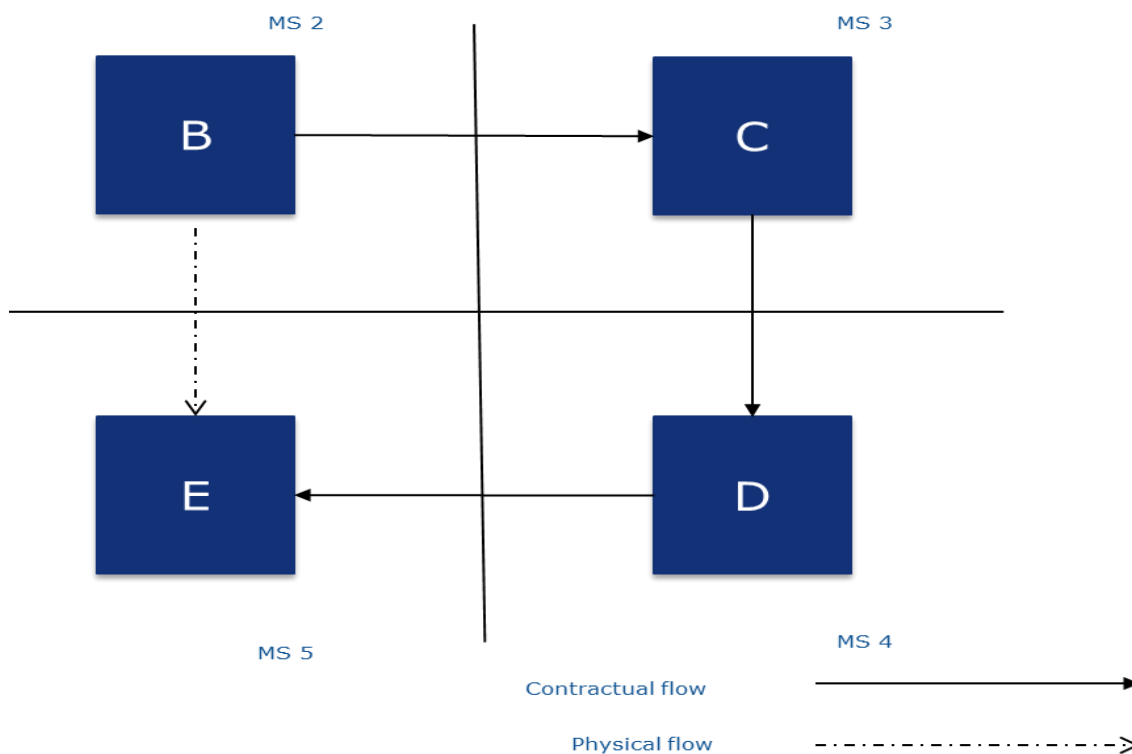 MS 2
MS 3
B
C
E
D
MS 5
MS 4
Contractual flow
Physical flow